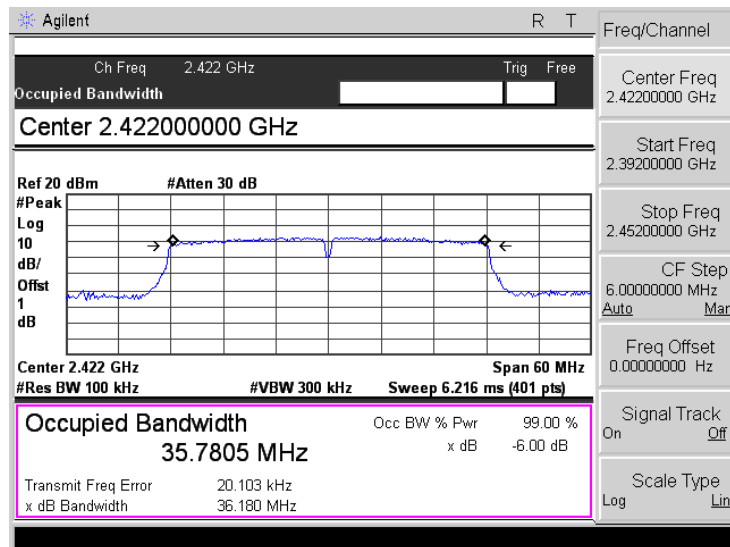 Agilent R T
Ch Freq 2.422 GHz Trig Free
Occupied Bandwidth
Center 2.422000000 GHz
Ref 20 dBm #Atten 30 dB
#Peak
Log
10
dB/
Offst
1
dB
Center 2.422 GHz Span 60 MHz
#Res BW 100 kHz #VBW 300 kHz Sweep 6.216 ms (401 pts)
Occupied Bandwidth
35.7805 MHz
Occ BW % Pwr 99.00 %
x dB -6.00 dB
Transmit Freq Error 20.103 kHz
x dB Bandwidth 36.180 MHz
Freq/Channel
Center Freq
2.42200000 GHz
Start Freq
2.39200000 GHz
Stop Freq
2.45200000 GHz
CF Step
6.00000000 MHz
Auto Man
Freq Offset
0.00000000 Hz
Signal Track
On Off
Scale Type
Log Lin